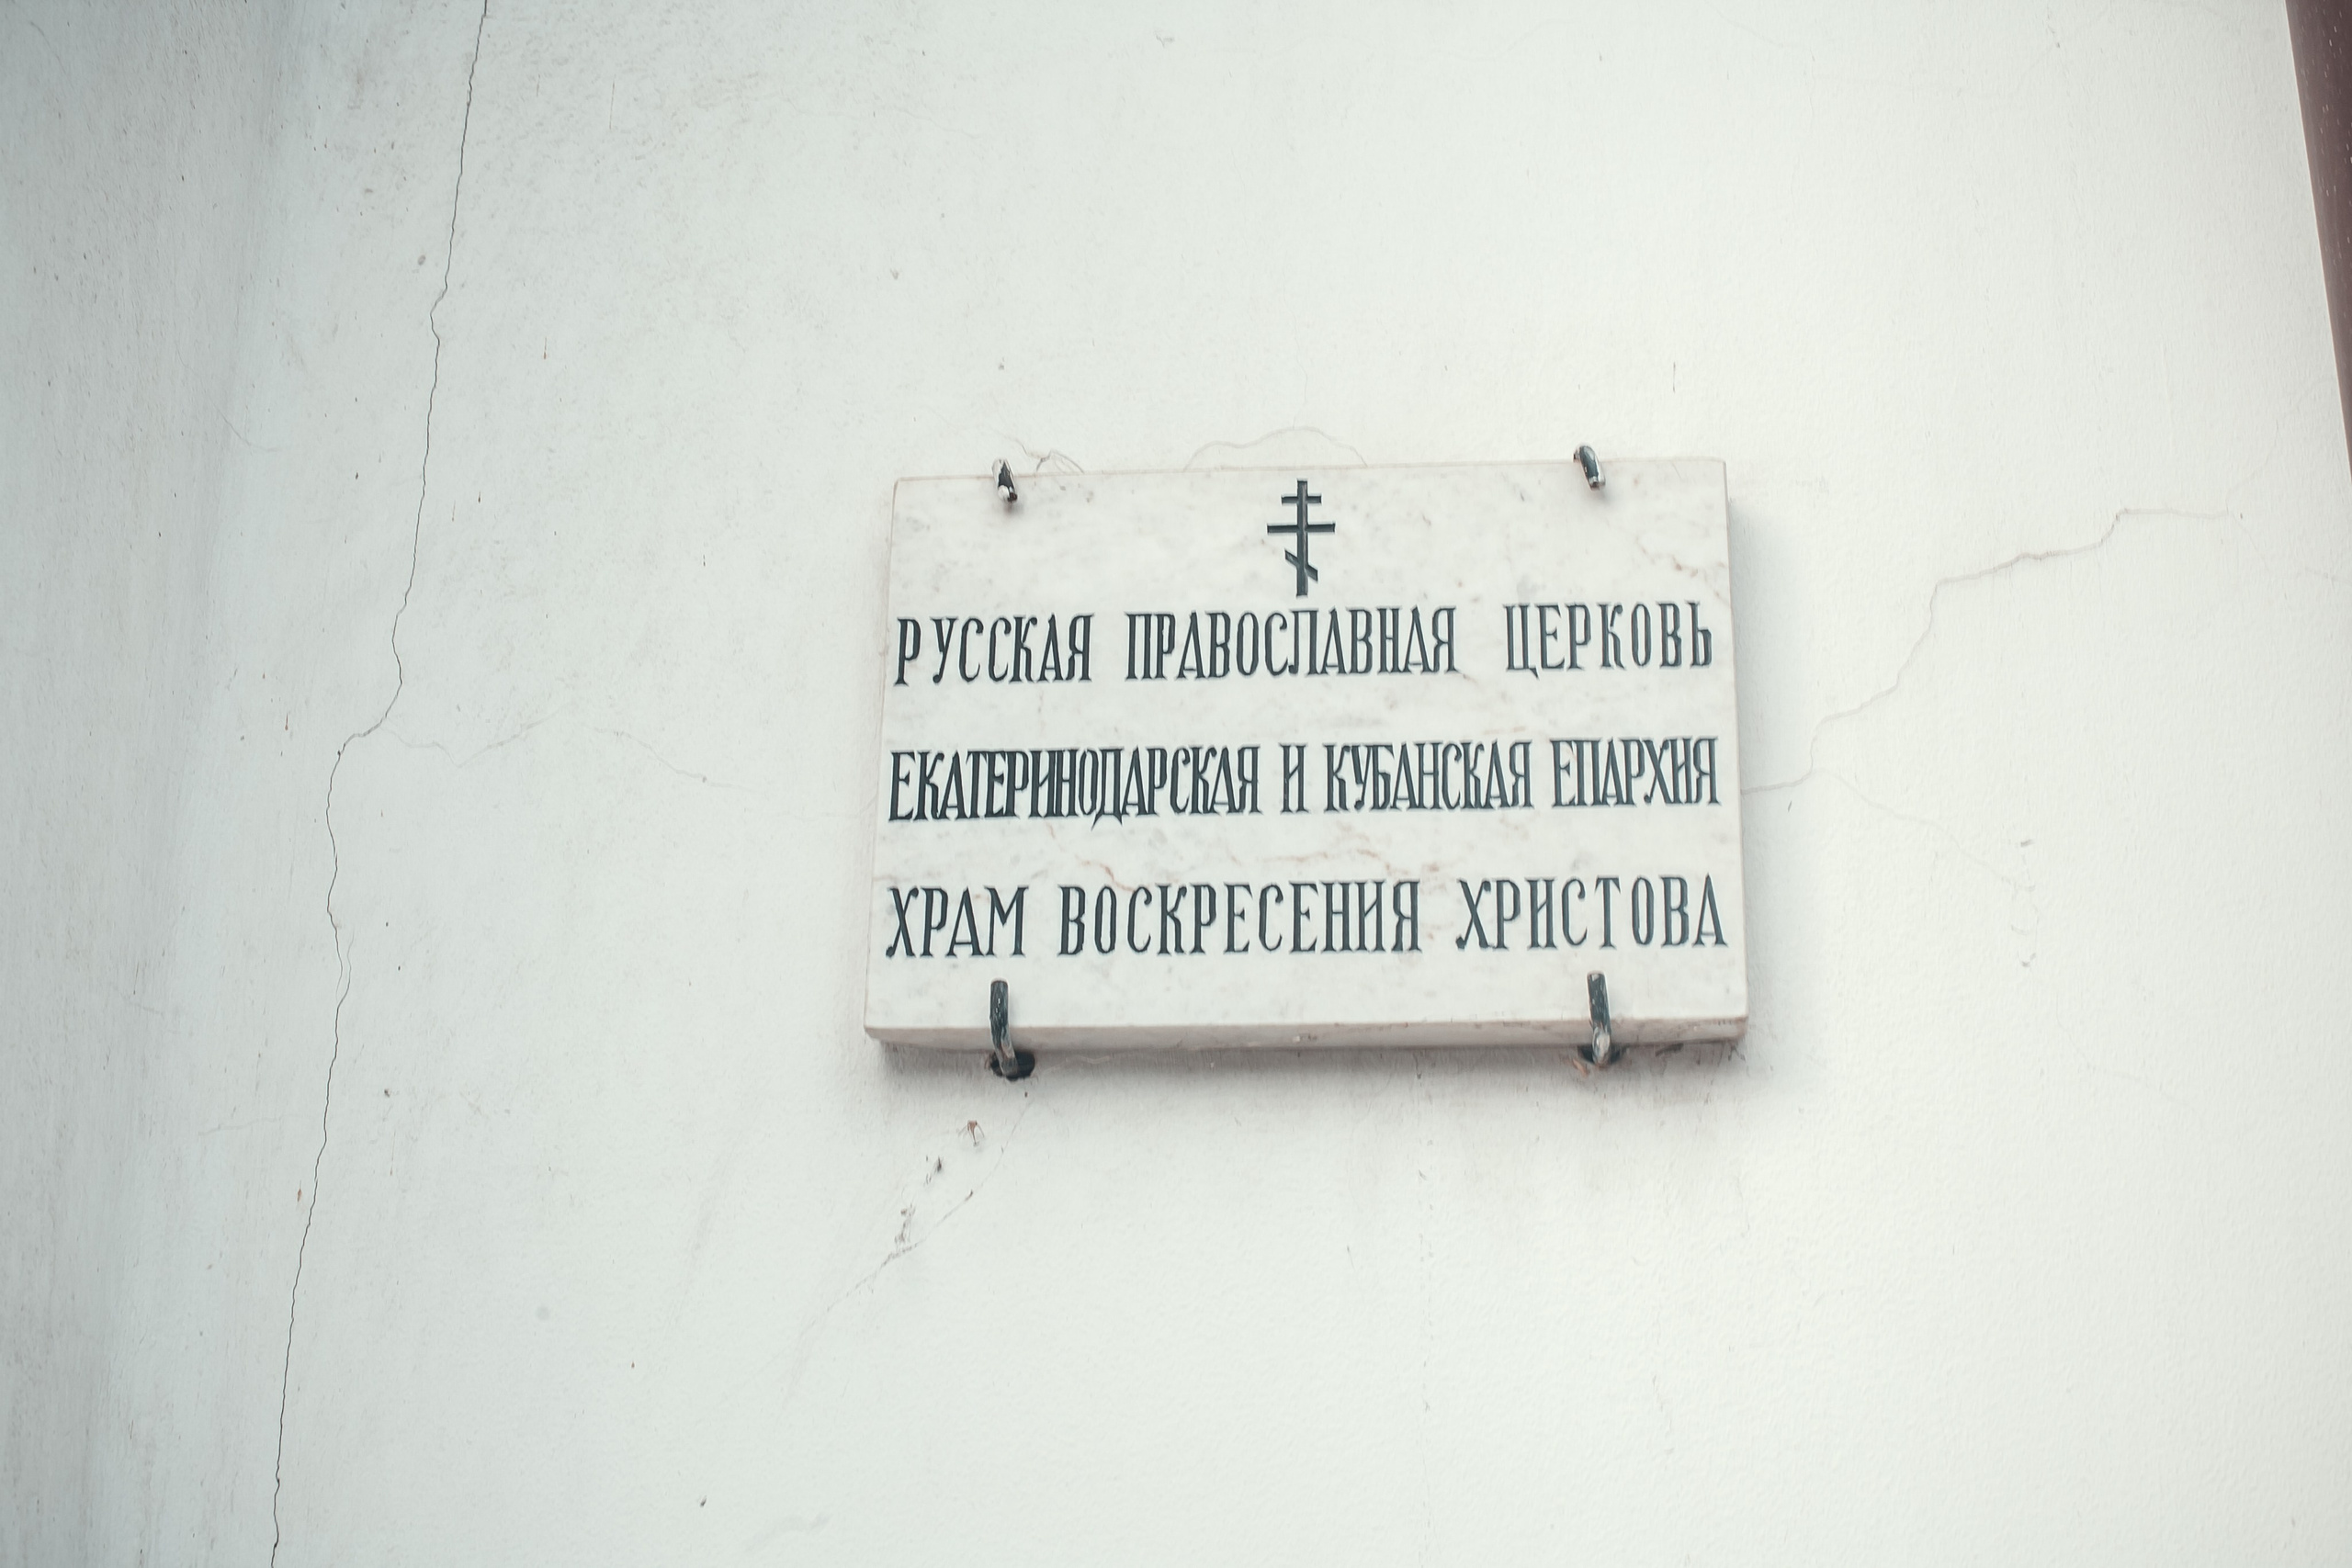 РУССКАЯ ПРАВОСЛАВНАЯ ЦЕРКОВЬ
ЕКАТЕРИНОДАРСКАЯ И КУБАНСКАЯ ЕПАРХИЯ
ХРАМ ВОСКРЕСЕНИЯ ХРИСТОВА